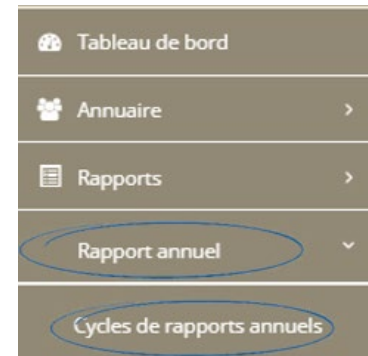 Tableau de bord
Annuaire
Rapports
Rapport annuel
Cycles de rapports annuels